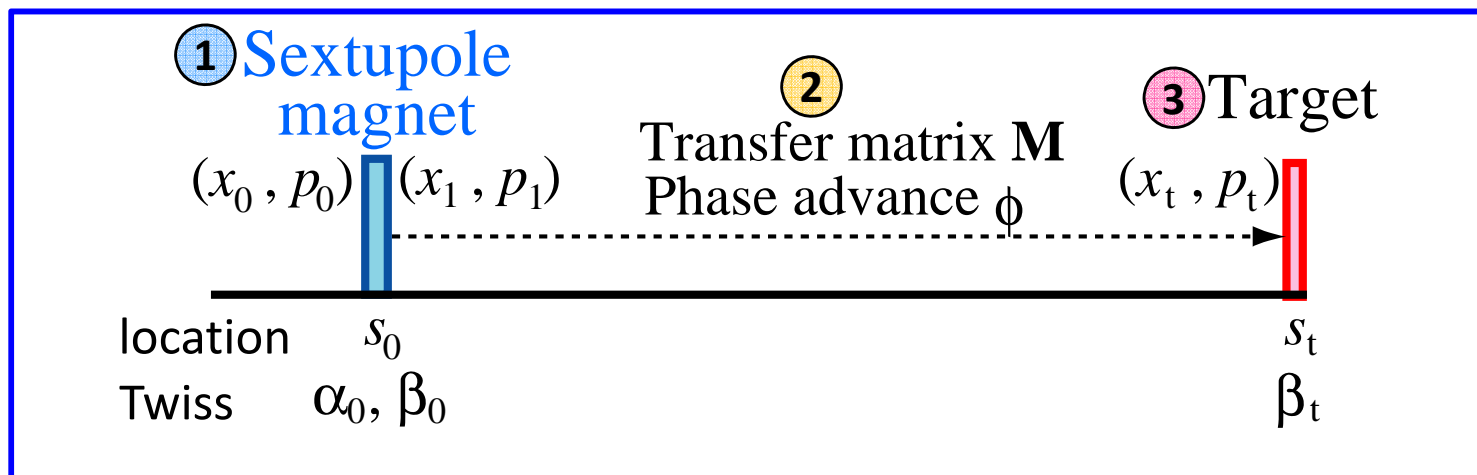 1 Sextupole magnet
2
3 Target
Transfer matrix M
Phase advance ϕ
(x₀ , p₀) (x₁ , p₁)
(xₜ , pₜ)
location s₀ sₜ
Twiss α₀, β₀ βₜ